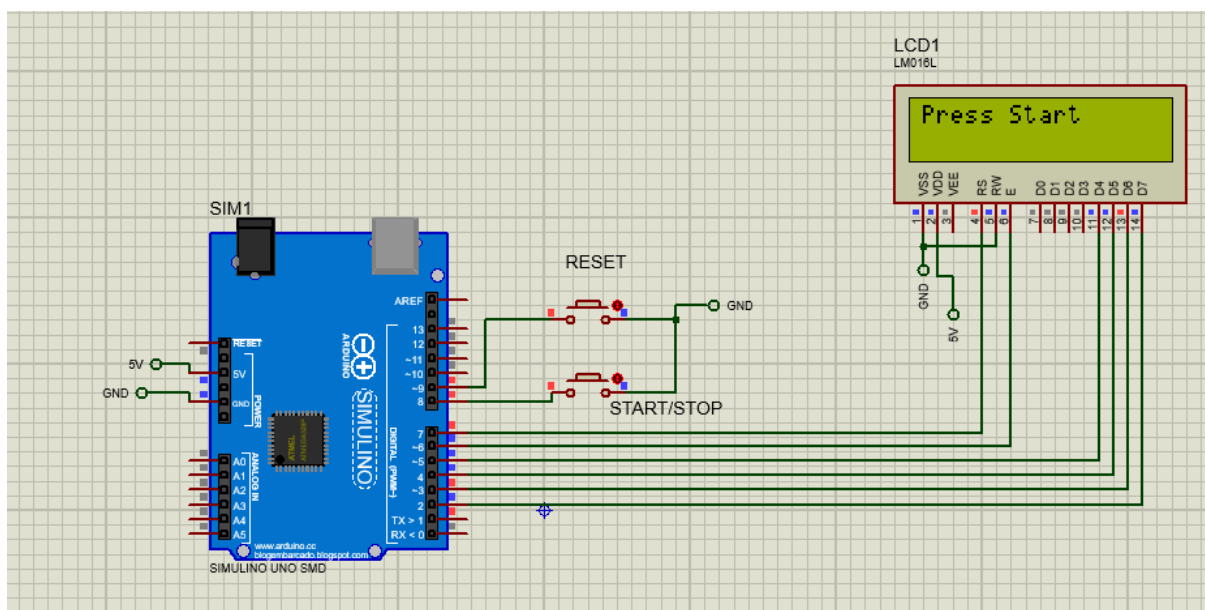 LCD1
LM016L
Press Start
VSS
VDD
VEE
RS
RW
E
D0
D1
D2
D3
D4
D5
D6
D7
1
2
3
4
5
6
7
8
9
10
11
12
13
14
GND
5V
SIM1
RESET
GND
START/STOP
AREF
13
12
~11
~10
~9
8
7
~6
~5
4
~3
2
TX > 1
RX < 0
DIGITAL (PWM~)
ARDUINO
SIMULINO
ATMEL
RESET
5V
GND
POWER
5V
GND
A0
A1
A2
A3
A4
A5
ANALOG IN
www.arduino.cc
blogembarcado.blogspot.com
SIMULINO UNO SMD